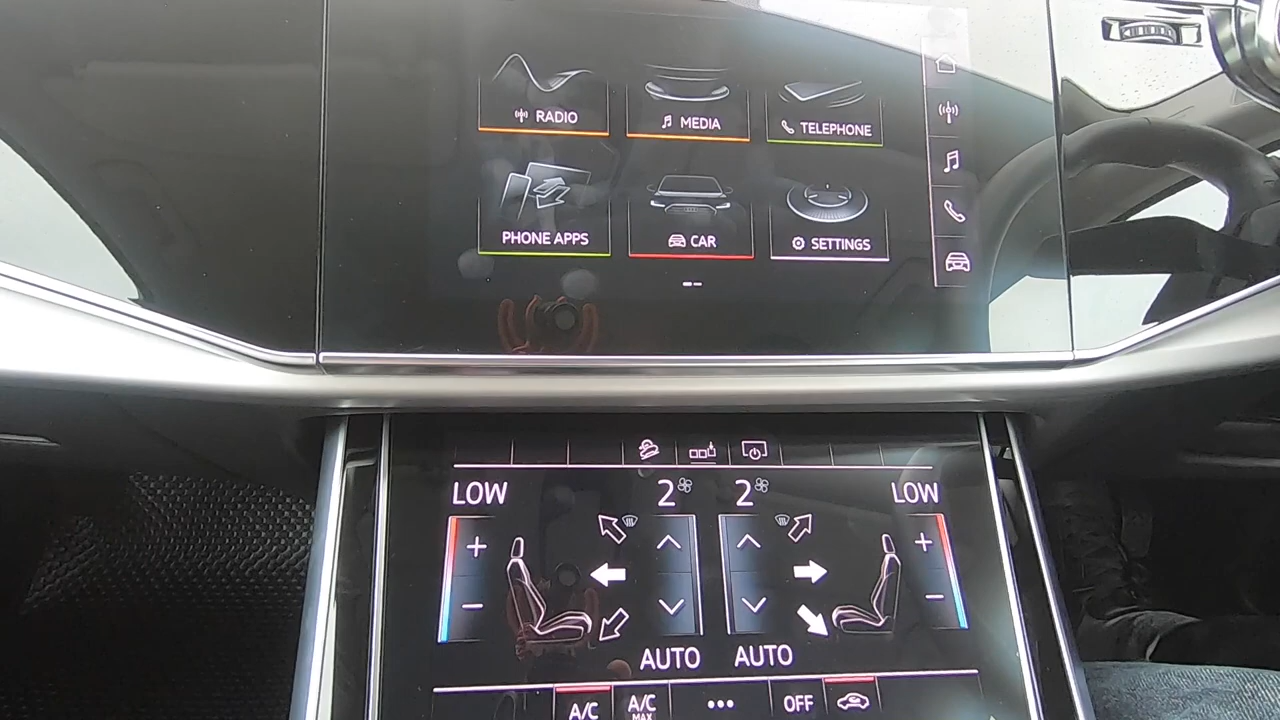 RADIO
MEDIA
TELEPHONE
PHONE APPS
CAR
SETTINGS
LOW 2 2 LOW
+ +
− −
AUTO AUTO
A/C A/C MAX ••• OFF